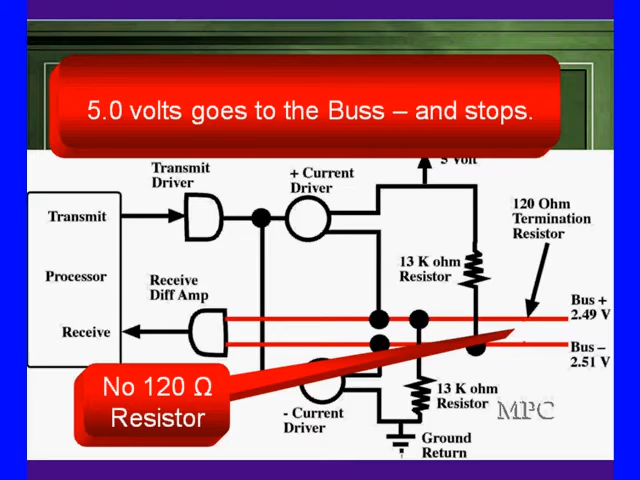 5.0 volts goes to the Buss – and stops.
Transmit
Driver
+ Current
Driver
5 Volt
120 Ohm
Termination
Resistor
Transmit
13 K ohm
Resistor
Processor
Receive
Diff Amp
Bus +
2.49 V
Receive
Bus –
2.51 V
No 120 Ω
Resistor
13 K ohm
Resistor
MPC
- Current
Driver
Ground
Return